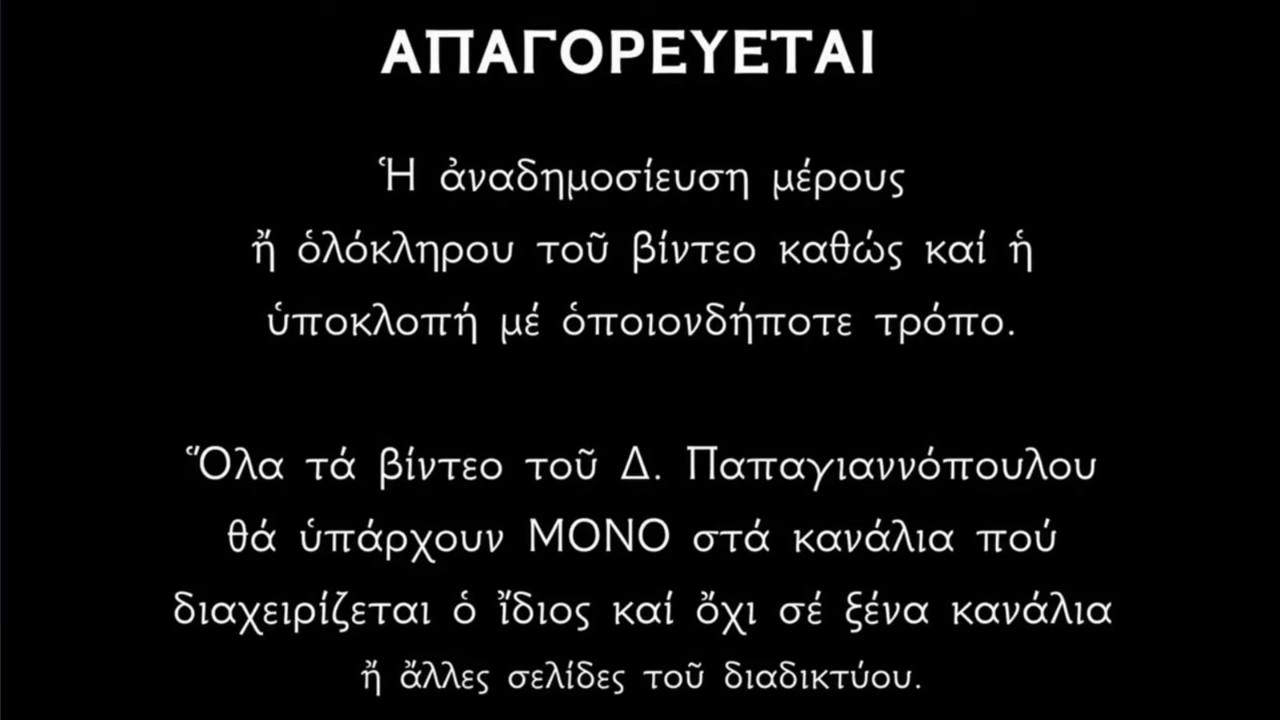 ΑΠΑΓΟΡΕΥΕΤΑΙ
Ἡ ἀναδημοσίευση μέρους
ἤ ὁλόκληρου τοῦ βίντεο καθώς καί ἡ
ὑποκλοπή μέ ὁποιονδήποτε τρόπο.
Ὅλα τά βίντεο τοῦ Δ. Παπαγιαννόπουλου
θά ὑπάρχουν ΜΟΝΟ στά κανάλια πού
διαχειρίζεται ὁ ἴδιος καί ὄχι σέ ξένα κανάλια
ἤ ἄλλες σελίδες τοῦ διαδικτύου.